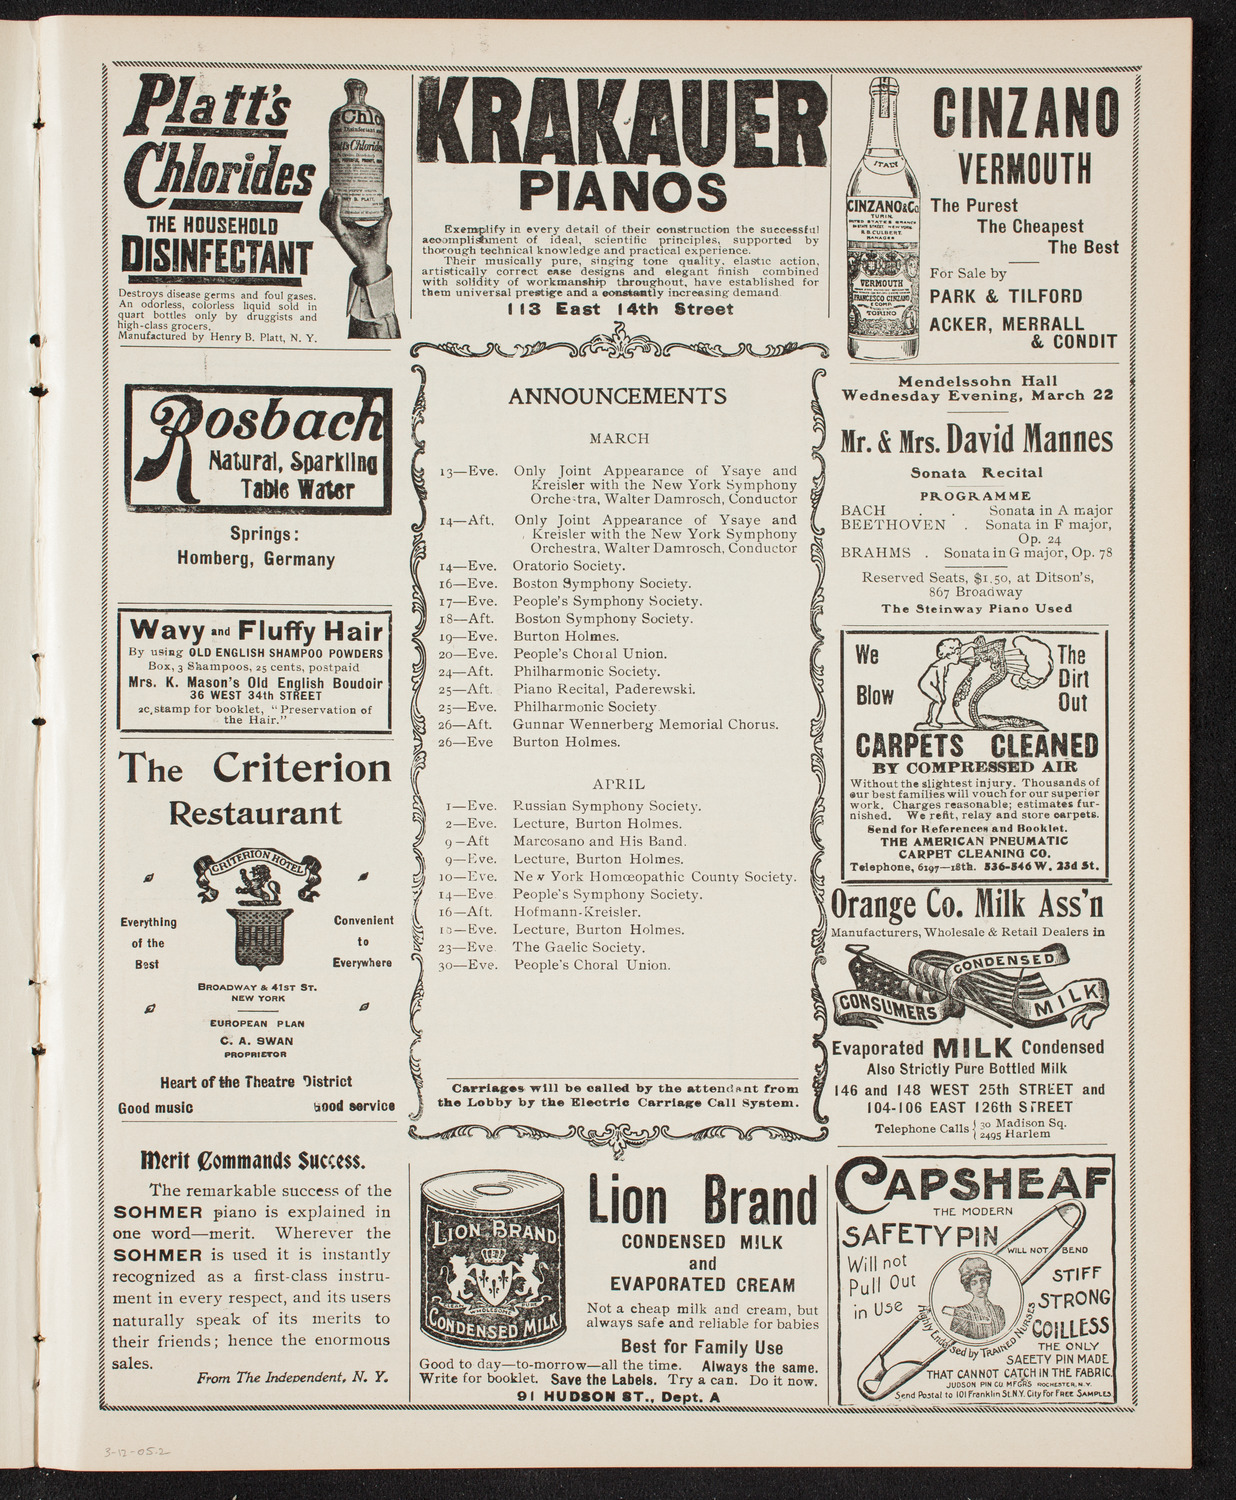 Platt's
Chlorides
THE HOUSEHOLD
DISINFECTANT
Destroys disease germs and foul gases.
An odorless, colorless liquid sold in
quart bottles only by druggists and
high-class grocers.
Manufactured by Henry B. Platt, N. Y.
Rosbach
Natural, Sparkling
Table Water
Springs:
Homberg, Germany
Wavy and Fluffy Hair
By using OLD ENGLISH SHAMPOO POWDERS
Box, 3 Shampoos, 25 cents, postpaid
Mrs. K. Mason's Old English Boudoir
36 WEST 34th STREET
2c. stamp for booklet, "Preservation of
the Hair."
The Criterion
Restaurant
CRITERION HOTEL
Everything
of the
Best
Convenient
to
Everywhere
BROADWAY & 41ST ST.
NEW YORK
EUROPEAN PLAN
C. A. SWAN
PROPRIETOR
Heart of the Theatre District
Good music Good service
Merit Commands Success.
The remarkable success of the
SOHMER piano is explained in
one word—merit. Wherever the
SOHMER is used it is instantly
recognized as a first-class instru-
ment in every respect, and its users
naturally speak of its merits to
their friends; hence the enormous
sales.
From The Independent, N. Y.
KRAKAUER
PIANOS
Exemplify in every detail of their construction the successful
accomplishment of ideal, scientific principles, supported by
thorough technical knowledge and practical experience.
Their musically pure, singing tone quality, elastic action,
artistically correct case designs and elegant finish combined
with solidity of workmanship throughout, have established for
them universal prestige and a constantly increasing demand
113 East 14th Street
ANNOUNCEMENTS
MARCH
13—Eve. Only Joint Appearance of Ysaye and
Kreisler with the New York Symphony
Orchestra, Walter Damrosch, Conductor
14—Aft. Only Joint Appearance of Ysaye and
Kreisler with the New York Symphony
Orchestra, Walter Damrosch, Conductor
14—Eve. Oratorio Society.
16—Eve. Boston Symphony Society.
17—Eve. People's Symphony Society.
18—Aft. Boston Symphony Society.
19—Eve. Burton Holmes.
20—Eve. People's Choral Union.
24—Aft. Philharmonic Society.
25—Aft. Piano Recital, Paderewski.
25—Eve. Philharmonic Society
26—Aft. Gunnar Wennerberg Memorial Chorus.
26—Eve Burton Holmes.
APRIL
1—Eve. Russian Symphony Society.
2—Eve. Lecture, Burton Holmes.
9—Aft Marcosano and His Band.
9—Eve. Lecture, Burton Holmes.
10—Eve. New York Homœopathic County Society.
14—Eve People's Symphony Society.
16—Aft. Hofmann-Kreisler.
Eve. Lecture, Burton Holmes.
23—Eve. The Gaelic Society.
30—Eve. People's Choral Union.
Carriages will be called by the attendant from
the Lobby by the Electric Carriage Call System.
LION BRAND
CONDENSED MILK
Lion Brand
CONDENSED MILK
and
EVAPORATED CREAM
Not a cheap milk and cream, but
always safe and reliable for babies
Best for Family Use
Good to day—to-morrow—all the time. Always the same.
Write for booklet. Save the Labels. Try a can. Do it now.
91 HUDSON ST., Dept. A
ITALY
CINZANO & Co
TURIN.
VERMOUTH
FRANCESCO CINZANO
TORINO
CINZANO
VERMOUTH
The Purest
The Cheapest
The Best
For Sale by
PARK & TILFORD
ACKER, MERRALL
& CONDIT
Mendelssohn Hall
Wednesday Evening, March 22
Mr. & Mrs. David Mannes
Sonata Recital
PROGRAMME
BACH . . Sonata in A major
BEETHOVEN . Sonata in F major,
Op. 24
BRAHMS . Sonata in G major, Op. 78
Reserved Seats, $1.50, at Ditson's,
867 Broadway
The Steinway Piano Used
We
Blow
The
Dirt
Out
CARPETS CLEANED
BY COMPRESSED AIR
Without the slightest injury. Thousands of
our best families will vouch for our superior
work. Charges reasonable; estimates fur-
nished. We refit, relay and store carpets.
Send for References and Booklet.
THE AMERICAN PNEUMATIC
CARPET CLEANING CO.
Telephone, 6197—18th. 536-546 W. 23d St.
Orange Co. Milk Ass'n
Manufacturers, Wholesale & Retail Dealers in
CONDENSED
CONSUMERS
MILK
Evaporated MILK Condensed
Also Strictly Pure Bottled Milk
146 and 148 WEST 25th STREET and
104-106 EAST 126th STREET
Telephone Calls { 30 Madison Sq.
2495 Harlem
CAPSHEAF
THE MODERN
SAFETY PIN
WILL NOT BEND
Will not
Pull Out
in Use
STIFF
STRONG
COILLESS
Highly Endorsed by TRAINED NURSES
THE ONLY
SAFETY PIN MADE
THAT CANNOT CATCH IN THE FABRIC.
JUDSON PIN CO. MFGRS ROCHESTER, N.Y.
Send Postal to 101 Franklin St. N.Y. City For FREE SAMPLES
3-13-05.2